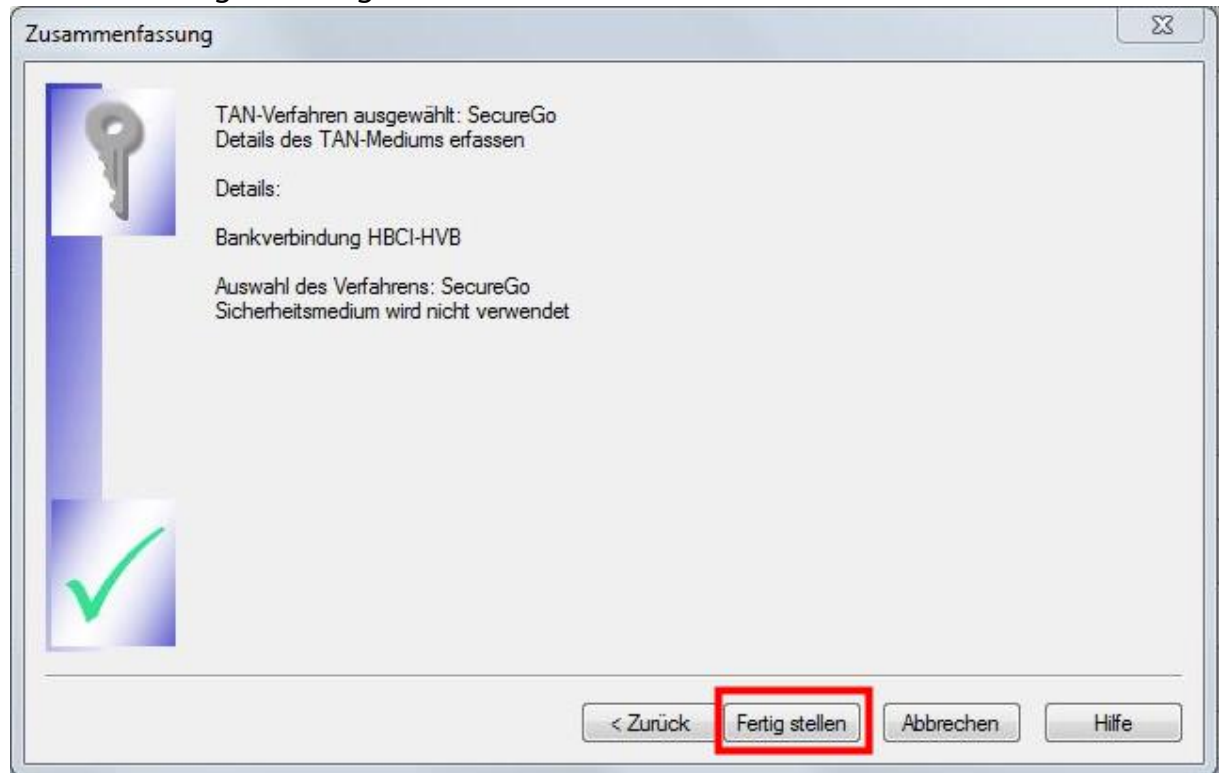 Zusammenfassung
TAN-Verfahren ausgewählt: SecureGo
Details des TAN-Mediums erfassen
Details:
Bankverbindung HBCI-HVB
Auswahl des Verfahrens: SecureGo
Sicherheitsmedium wird nicht verwendet
< Zurück Fertig stellen Abbrechen Hilfe